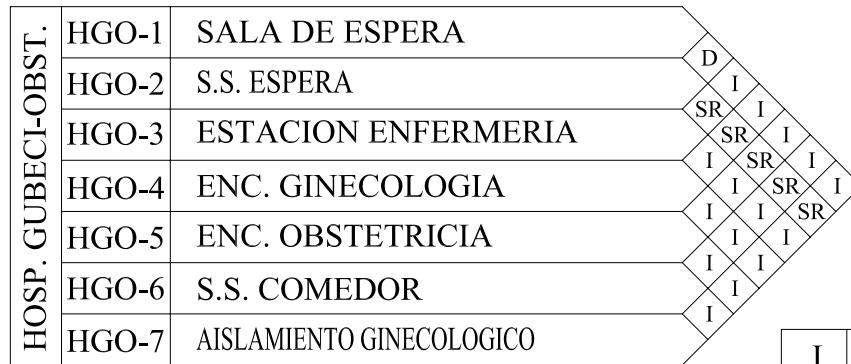 HOSP. GUBECI-OBST.
HGO-1 SALA DE ESPERA
HGO-2 S.S. ESPERA
HGO-3 ESTACION ENFERMERIA
HGO-4 ENC. GINECOLOGIA
HGO-5 ENC. OBSTETRICIA
HGO-6 S.S. COMEDOR
HGO-7 AISLAMIENTO GINECOLOGICO
D
I
SR I
SR I
I SR I
I SR I
I I SR
I I
I I
I
I
I